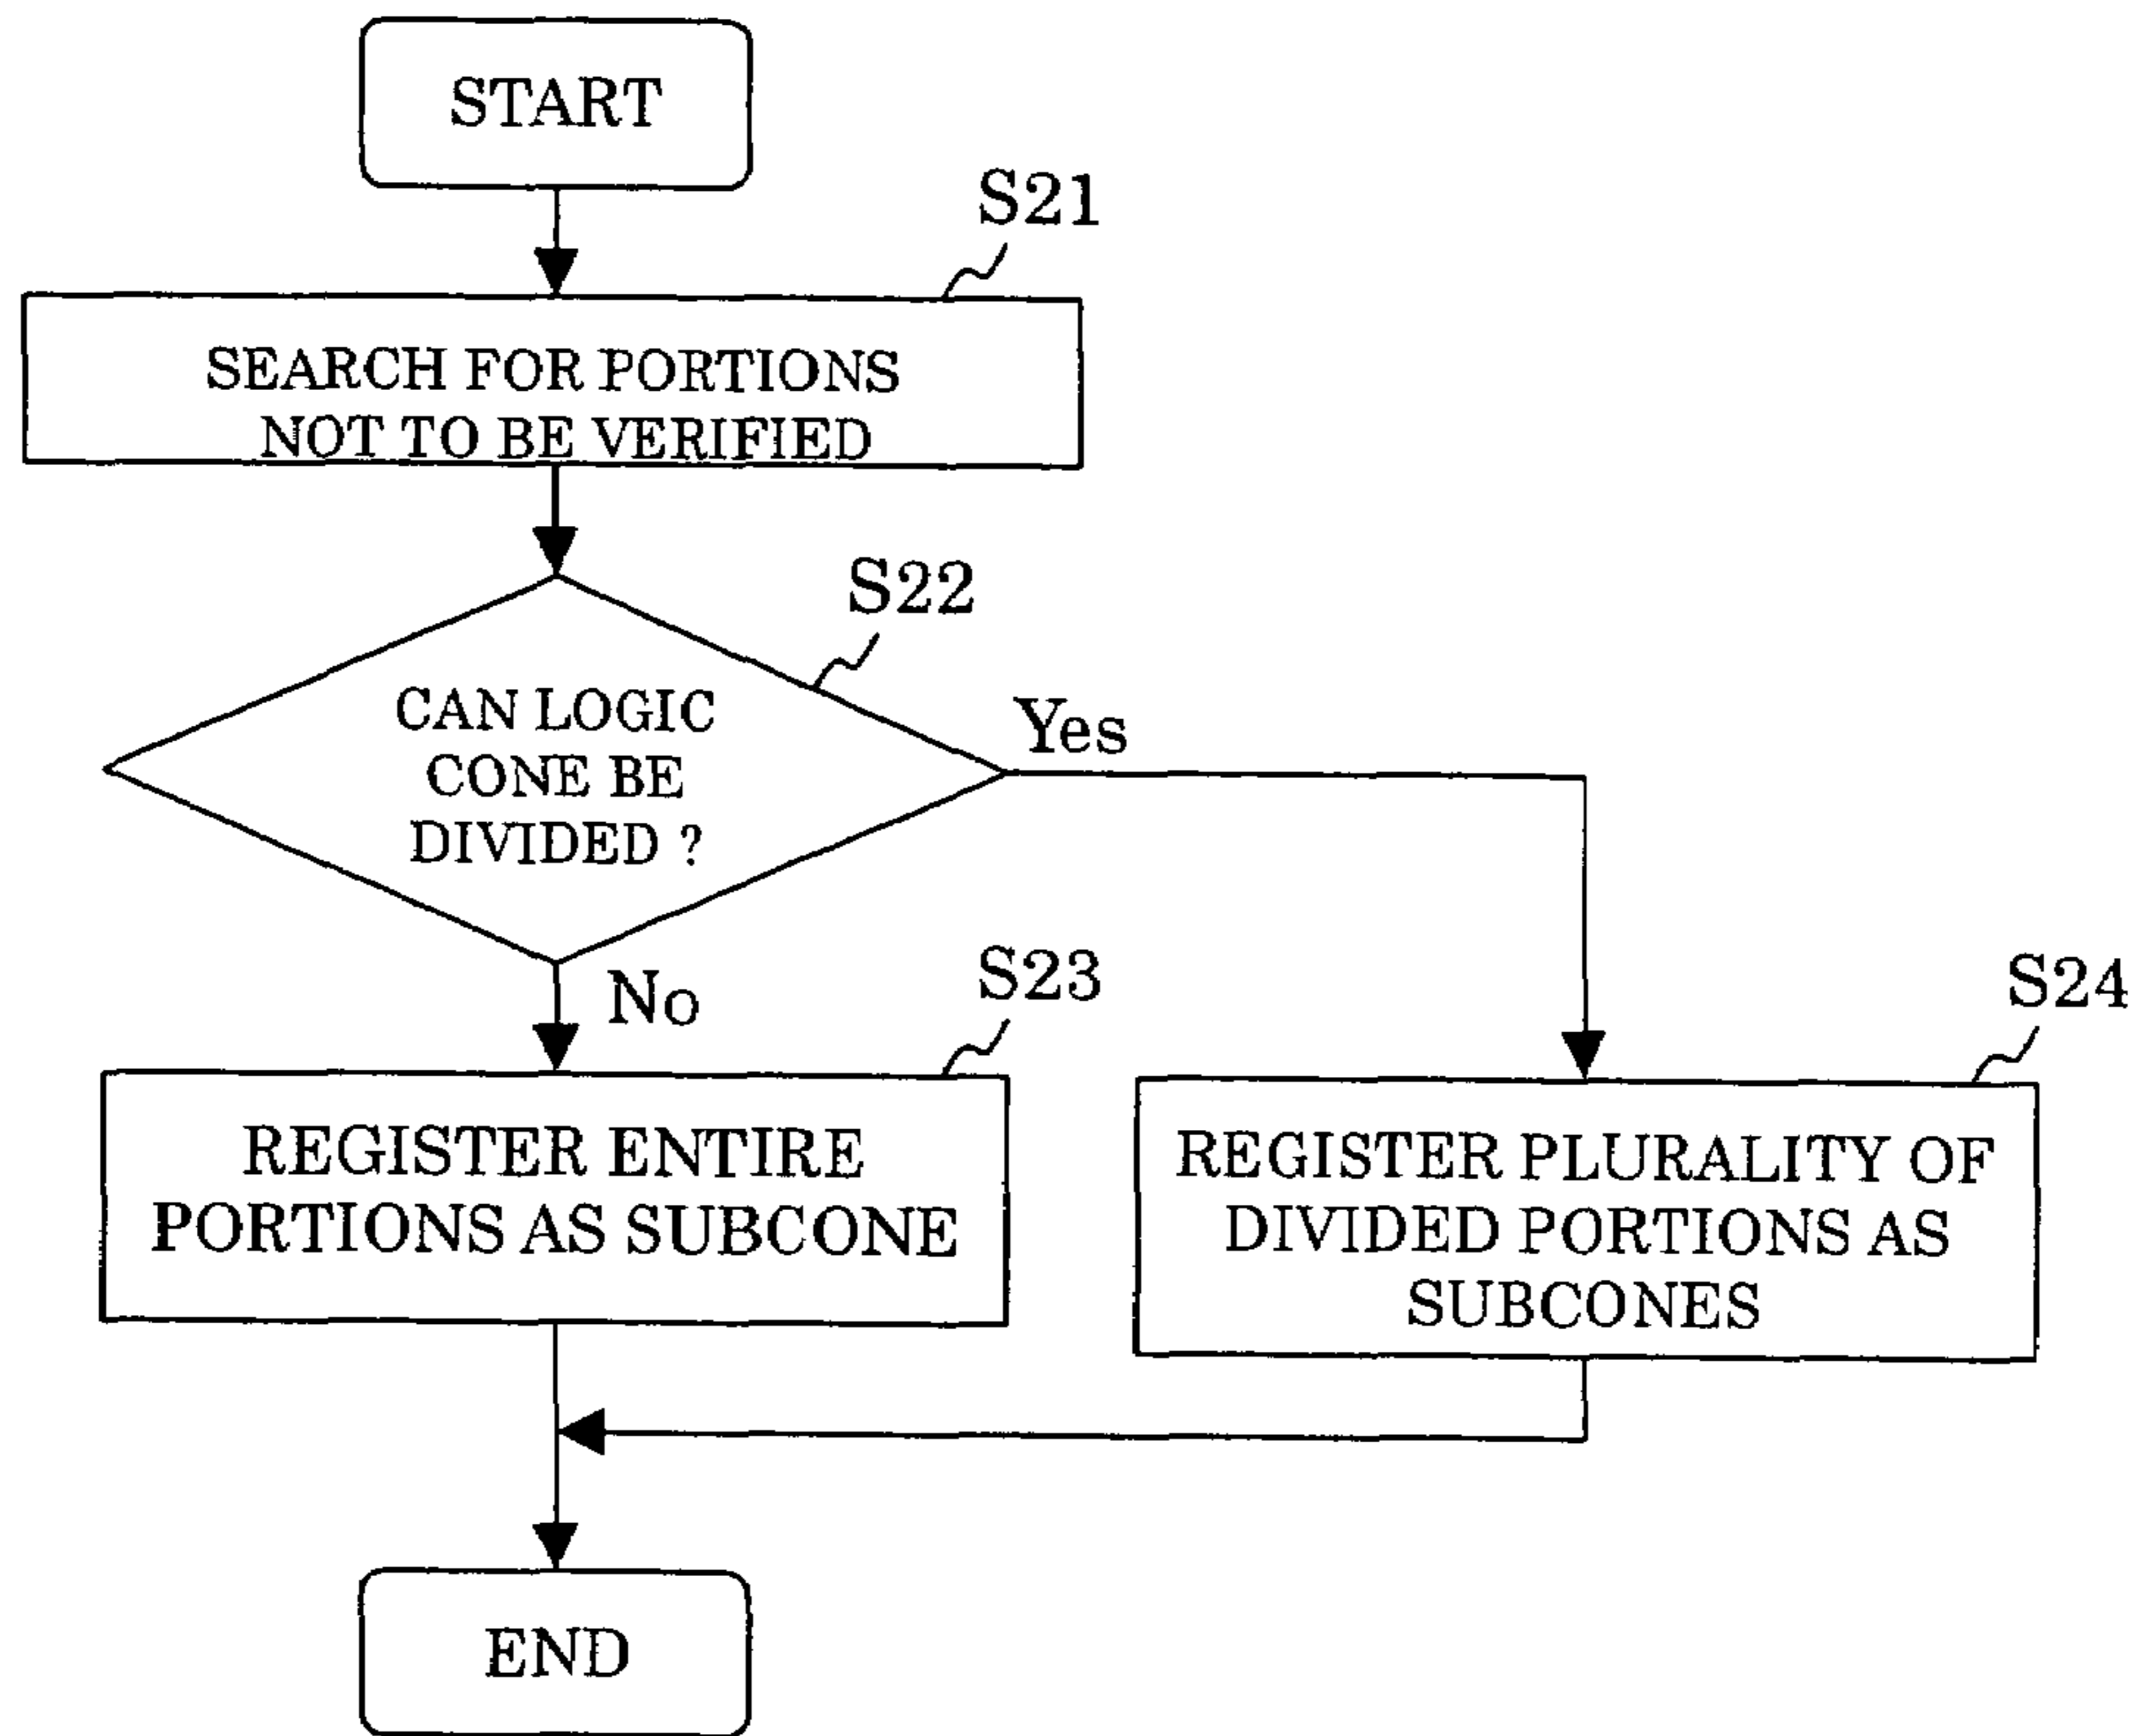 START
S21
SEARCH FOR PORTIONS
NOT TO BE VERIFIED
S22
CAN LOGIC
CONE BE
DIVIDED ?
Yes
No
S23
REGISTER ENTIRE
PORTIONS AS SUBCONE
S24
REGISTER PLURALITY OF
DIVIDED PORTIONS AS
SUBCONES
END